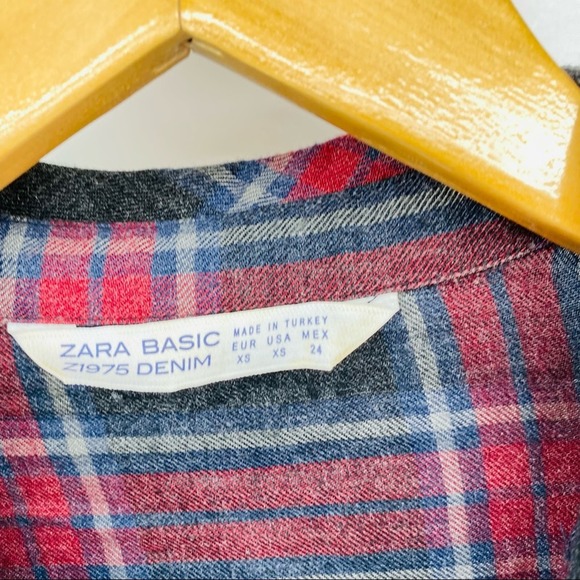 ZARA BASIC
Z1975 DENIM
MADE IN TURKEY
EUR USA MEX
XS XS 24